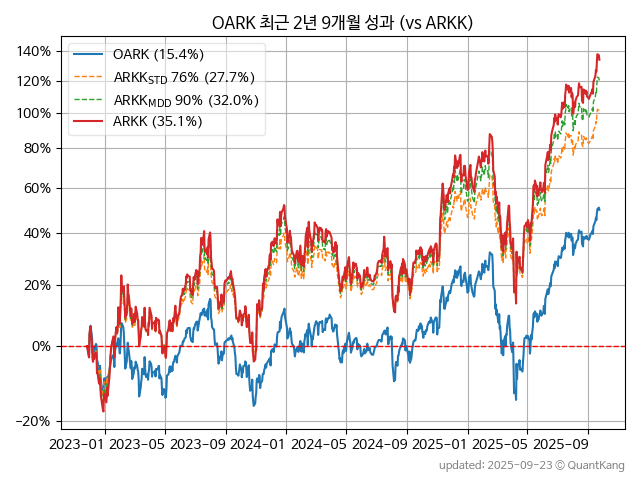 OARK 최근 2년 9개월 성과 (vs ARKK)
140%
120%
100%
80%
60%
40%
20%
0%
−20%
OARK (15.4%)
ARKK_STD 76% (27.7%)
ARKK_MDD 90% (32.0%)
ARKK (35.1%)
2023-01 2023-05 2023-09 2024-01 2024-05 2024-09 2025-01 2025-05 2025-09
updated: 2025-09-23 © QuantKang